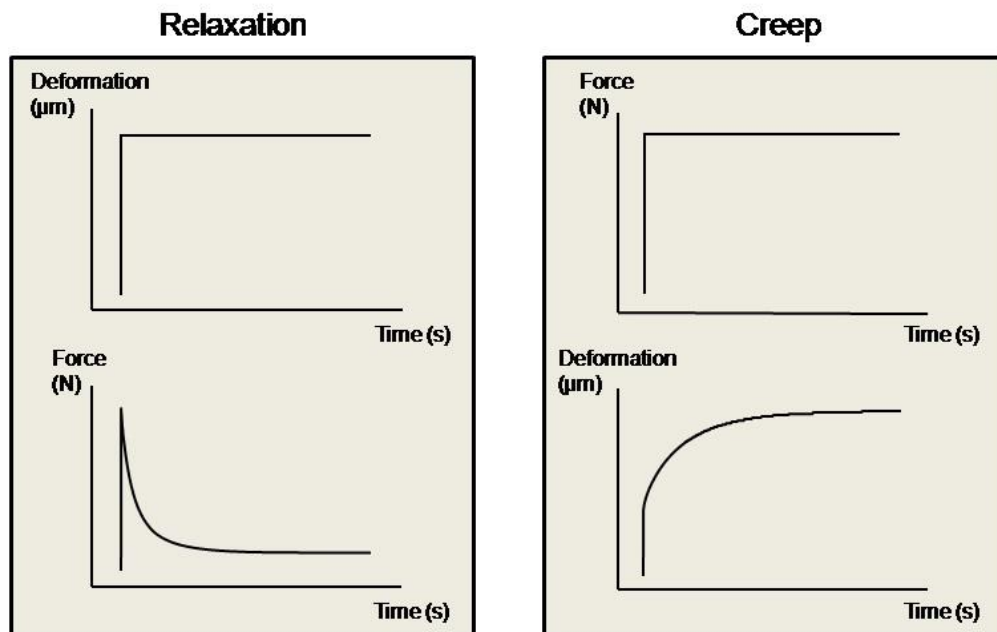 Relaxation
Deformation
(µm)
Time (s)
Force
(N)
Time (s)
Creep
Force
(N)
Time (s)
Deformation
(µm)
Time (s)